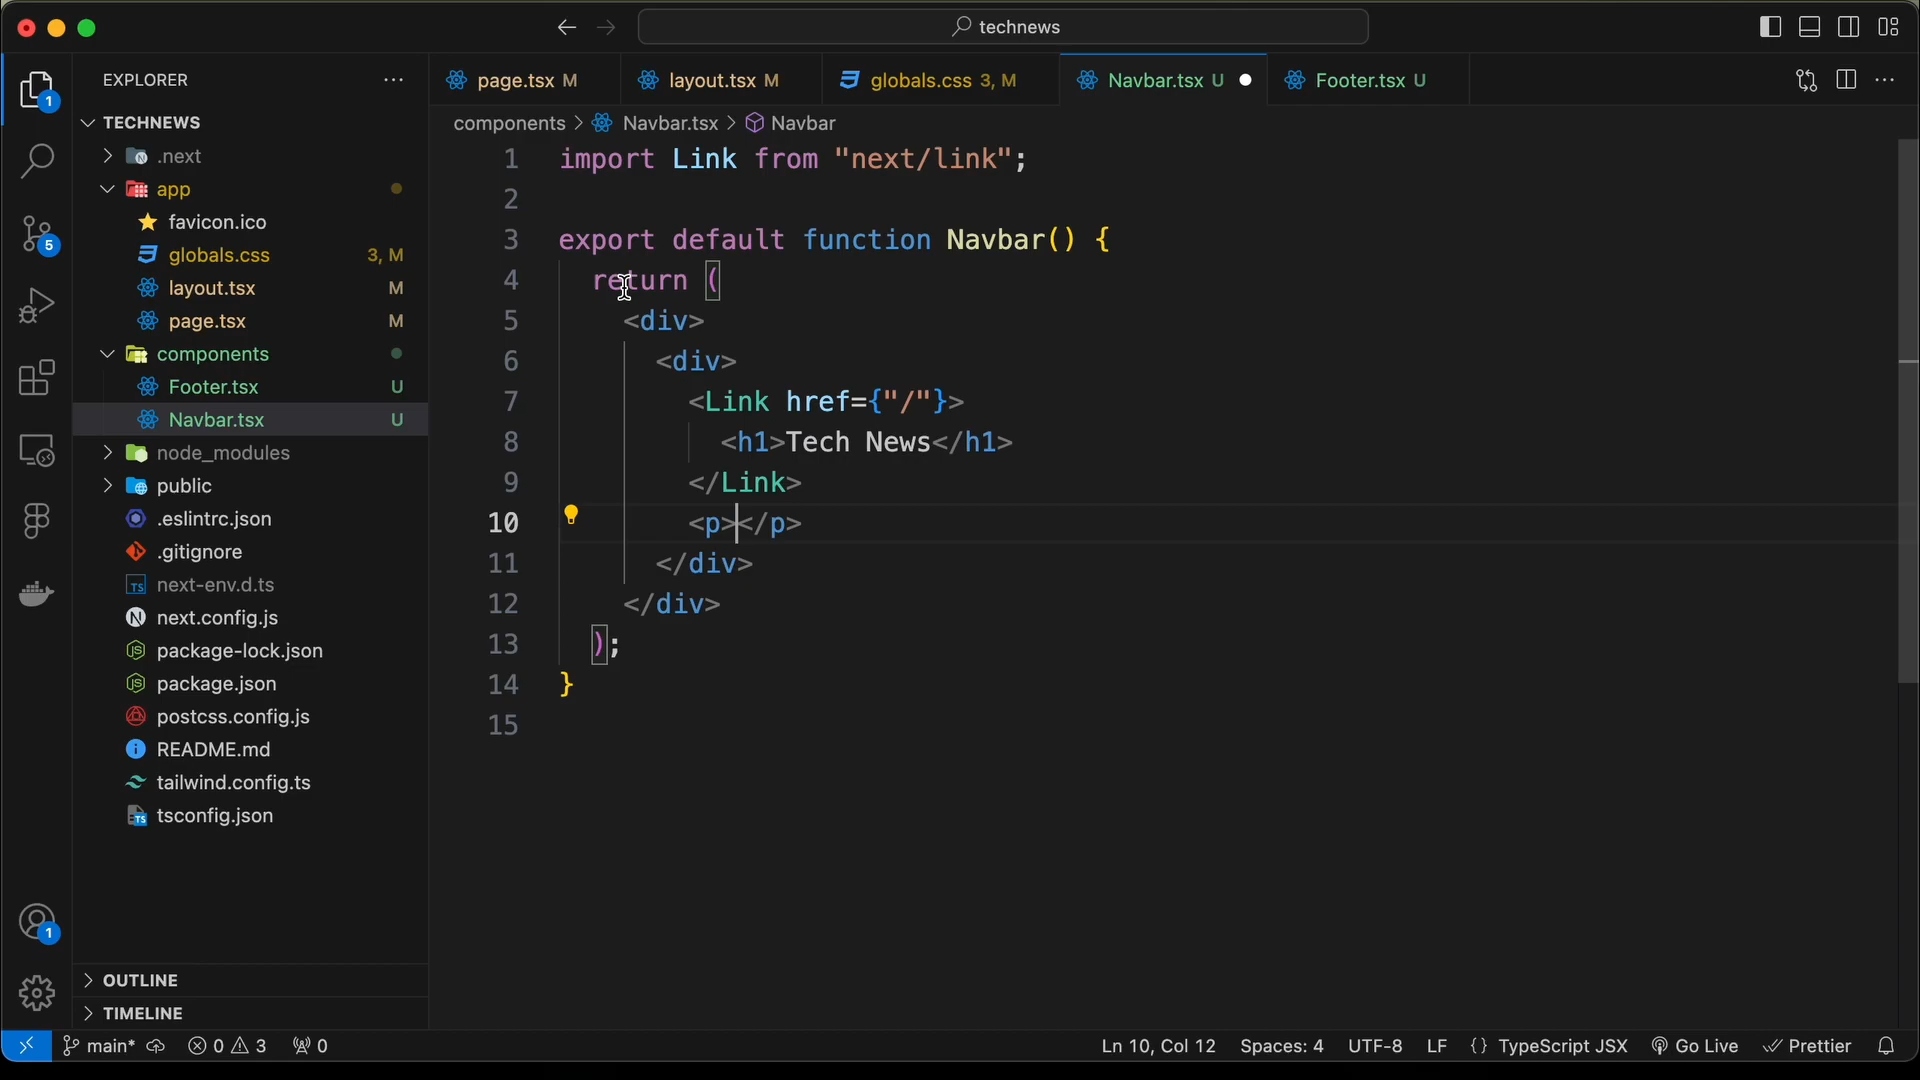 technews
EXPLORER
TECHNEWS
.next
app
favicon.ico
globals.css 3, M
layout.tsx M
page.tsx M
components
Footer.tsx U
Navbar.tsx U
node_modules
public
.eslintrc.json
.gitignore
next-env.d.ts
next.config.js
package-lock.json
package.json
postcss.config.js
README.md
tailwind.config.ts
tsconfig.json
OUTLINE
TIMELINE
1
5
1
page.tsx M
layout.tsx M
globals.css 3, M
Navbar.tsx U
Footer.tsx U
components > Navbar.tsx > Navbar
1 import Link from "next/link";
2
3 export default function Navbar() {
4 return (
5 <div>
6 <div>
7 <Link href={"/"}>
8 <h1>Tech News</h1>
9 </Link>
10 <p></p>
11 </div>
12 </div>
13 );
14 }
15
main* 0 3 0 Ln 10, Col 12 Spaces: 4 UTF-8 LF {} TypeScript JSX Go Live Prettier